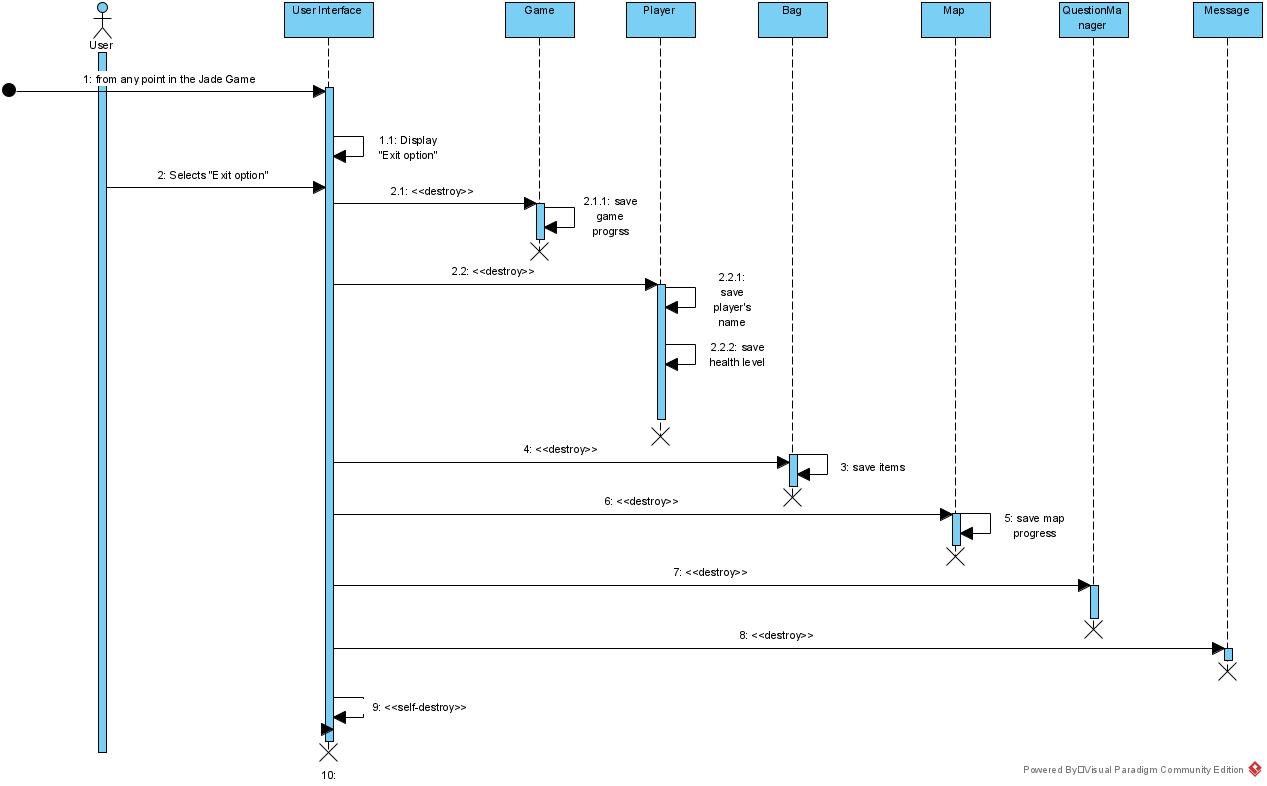 User Interface
Game
Player
Bag
Map
QuestionMa
nager
Message
User
1: from any point in the Jade Game
1.1: Display
"Exit option"
2: Selects "Exit option"
2.1: <<destroy>>
2.1.1: save
game
progrss
2.2: <<destroy>>
2.2.1:
save
player's
name
2.2.2: save
health level
4: <<destroy>>
3: save items
6: <<destroy>>
5: save map
progress
7: <<destroy>>
8: <<destroy>>
9: <<self-destroy>>
10:
Powered By Visual Paradigm Community Edition